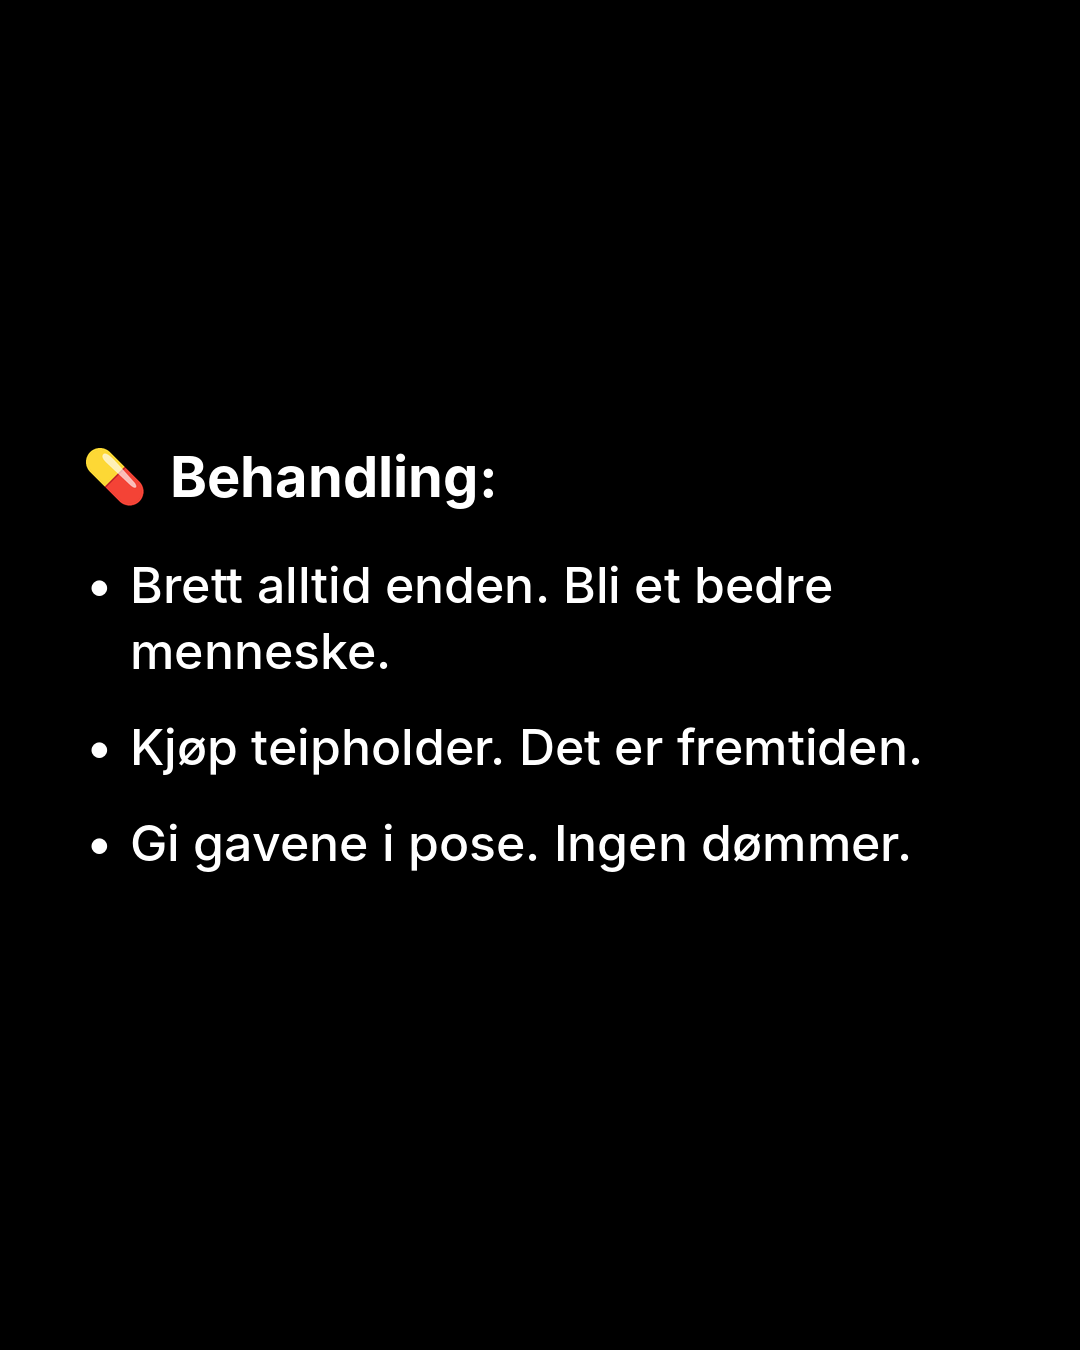 💊 Behandling:
• Brett alltid enden. Bli et bedre
menneske.
• Kjøp teipholder. Det er fremtiden.
• Gi gavene i pose. Ingen dømmer.